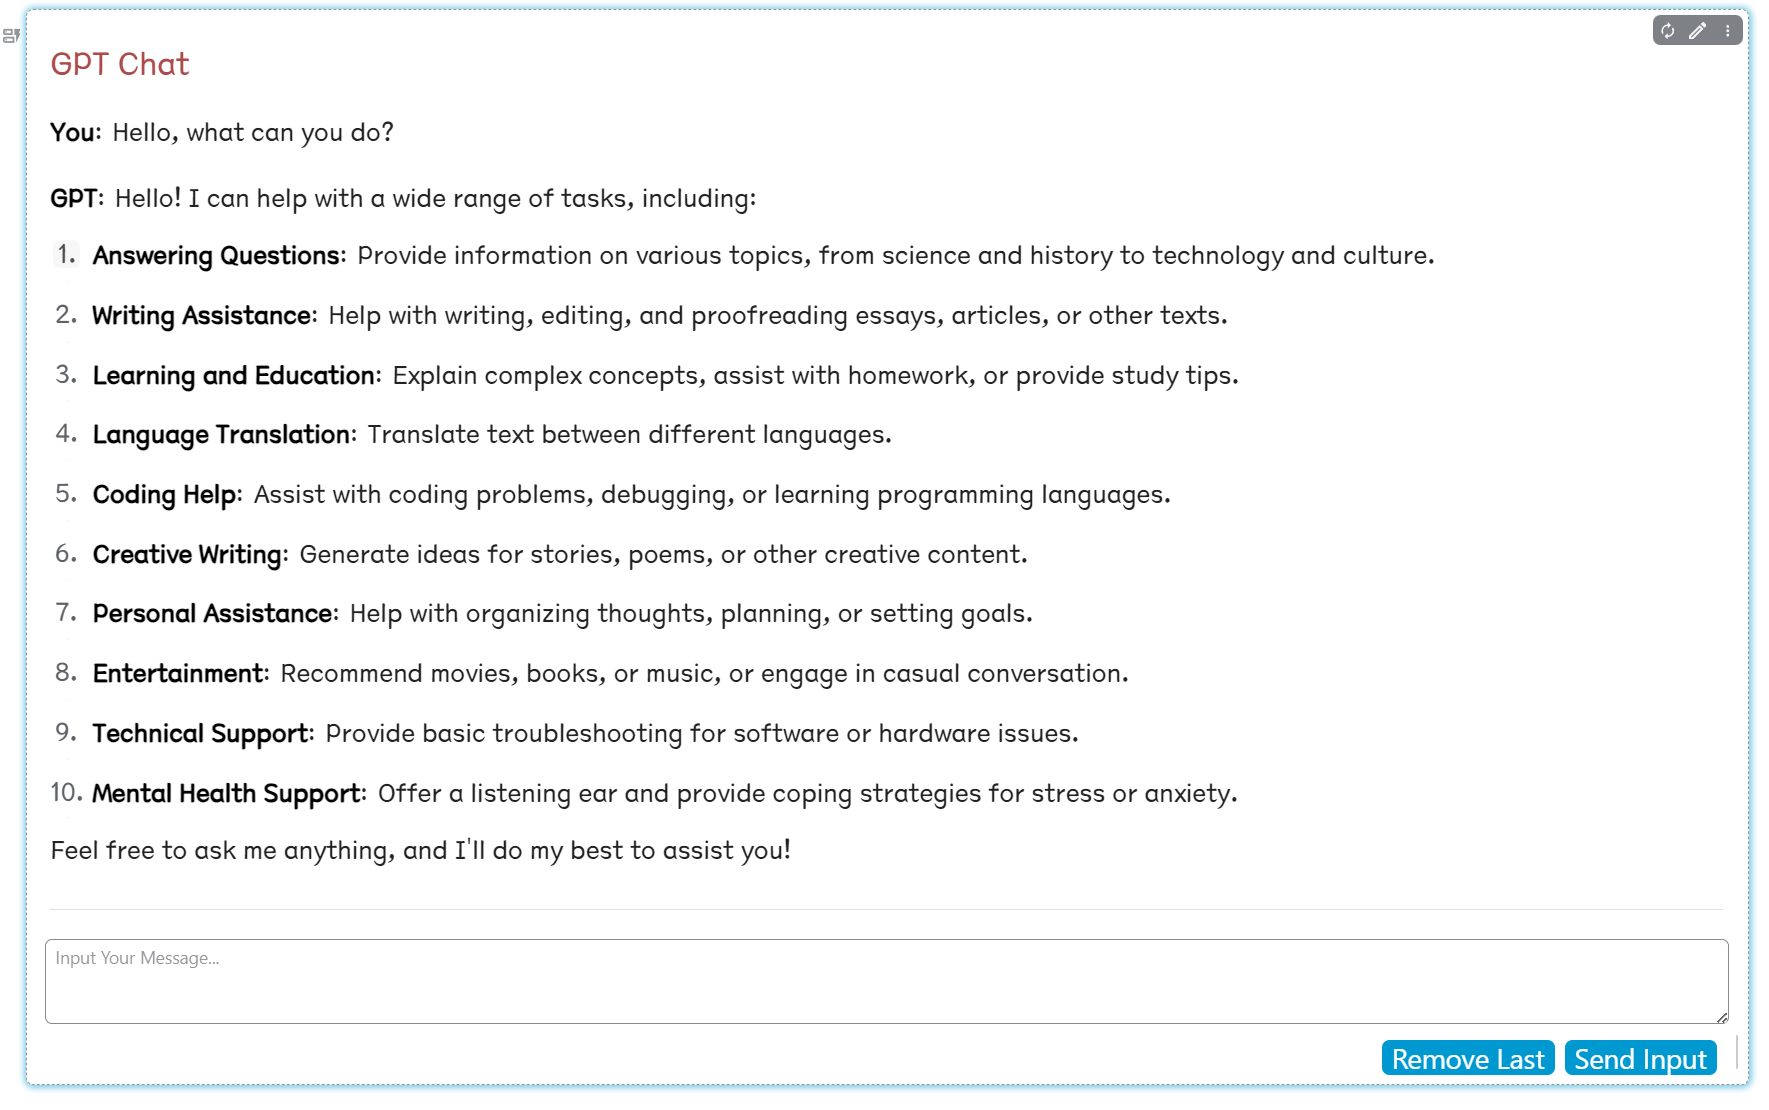 GPT Chat
You: Hello, what can you do?
GPT: Hello! I can help with a wide range of tasks, including:
1. Answering Questions: Provide information on various topics, from science and history to technology and culture.
2. Writing Assistance: Help with writing, editing, and proofreading essays, articles, or other texts.
3. Learning and Education: Explain complex concepts, assist with homework, or provide study tips.
4. Language Translation: Translate text between different languages.
5. Coding Help: Assist with coding problems, debugging, or learning programming languages.
6. Creative Writing: Generate ideas for stories, poems, or other creative content.
7. Personal Assistance: Help with organizing thoughts, planning, or setting goals.
8. Entertainment: Recommend movies, books, or music, or engage in casual conversation.
9. Technical Support: Provide basic troubleshooting for software or hardware issues.
10. Mental Health Support: Offer a listening ear and provide coping strategies for stress or anxiety.
Feel free to ask me anything, and I'll do my best to assist you!
Input Your Message...
Remove Last Send Input